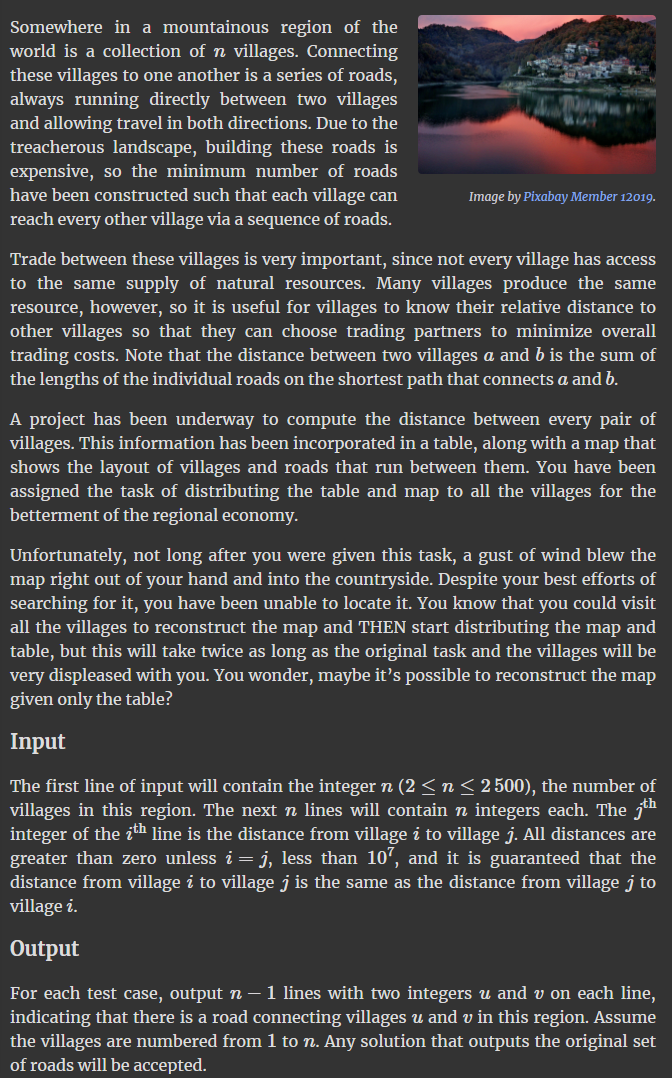 Somewhere in a mountainous region of the
world is a collection of n villages. Connecting
these villages to one another is a series of roads,
always running directly between two villages
and allowing travel in both directions. Due to the
treacherous landscape, building these roads is
expensive, so the minimum number of roads
have been constructed such that each village can
reach every other village via a sequence of roads.
Image by Pixabay Member 12019.
Trade between these villages is very important, since not every village has access
to the same supply of natural resources. Many villages produce the same
resource, however, so it is useful for villages to know their relative distance to
other villages so that they can choose trading partners to minimize overall
trading costs. Note that the distance between two villages a and b is the sum of
the lengths of the individual roads on the shortest path that connects a and b.
A project has been underway to compute the distance between every pair of
villages. This information has been incorporated in a table, along with a map that
shows the layout of villages and roads that run between them. You have been
assigned the task of distributing the table and map to all the villages for the
betterment of the regional economy.
Unfortunately, not long after you were given this task, a gust of wind blew the
map right out of your hand and into the countryside. Despite your best efforts of
searching for it, you have been unable to locate it. You know that you could visit
all the villages to reconstruct the map and THEN start distributing the map and
table, but this will take twice as long as the original task and the villages will be
very displeased with you. You wonder, maybe it's possible to reconstruct the map
given only the table?
Input
The first line of input will contain the integer n (2 ≤ n ≤ 2 500), the number of
villages in this region. The next n lines will contain n integers each. The jth
integer of the ith line is the distance from village i to village j. All distances are
greater than zero unless i = j, less than 10^7, and it is guaranteed that the
distance from village i to village j is the same as the distance from village j to
village i.
Output
For each test case, output n − 1 lines with two integers u and v on each line,
indicating that there is a road connecting villages u and v in this region. Assume
the villages are numbered from 1 to n. Any solution that outputs the original set
of roads will be accepted.